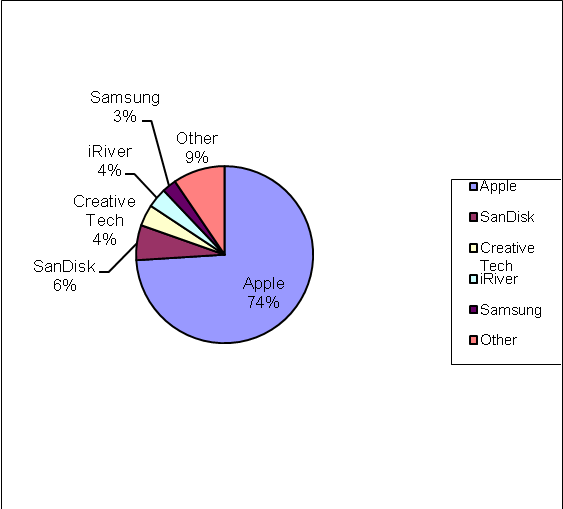 Samsung
3%
Other
9%
iRiver
4%
Creative
Tech
4%
SanDisk
6%
Apple
74%
Apple
SanDisk
Creative
Tech
iRiver
Samsung
Other